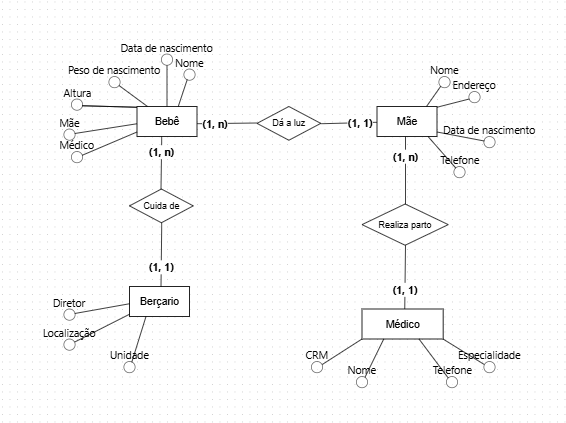 Data de nascimento
Peso de nascimento
Nome
Altura
Mãe
Médico
Bebê
(1, n)
Dá a luz
(1, 1)
Mãe
Nome
Endereço
Data de nascimento
Telefone
(1, n)
(1, n)
Cuida de
Realiza parto
(1, 1)
(1, 1)
Berçario
Diretor
Localização
Unidade
Médico
CRM
Nome
Telefone
Especialidade